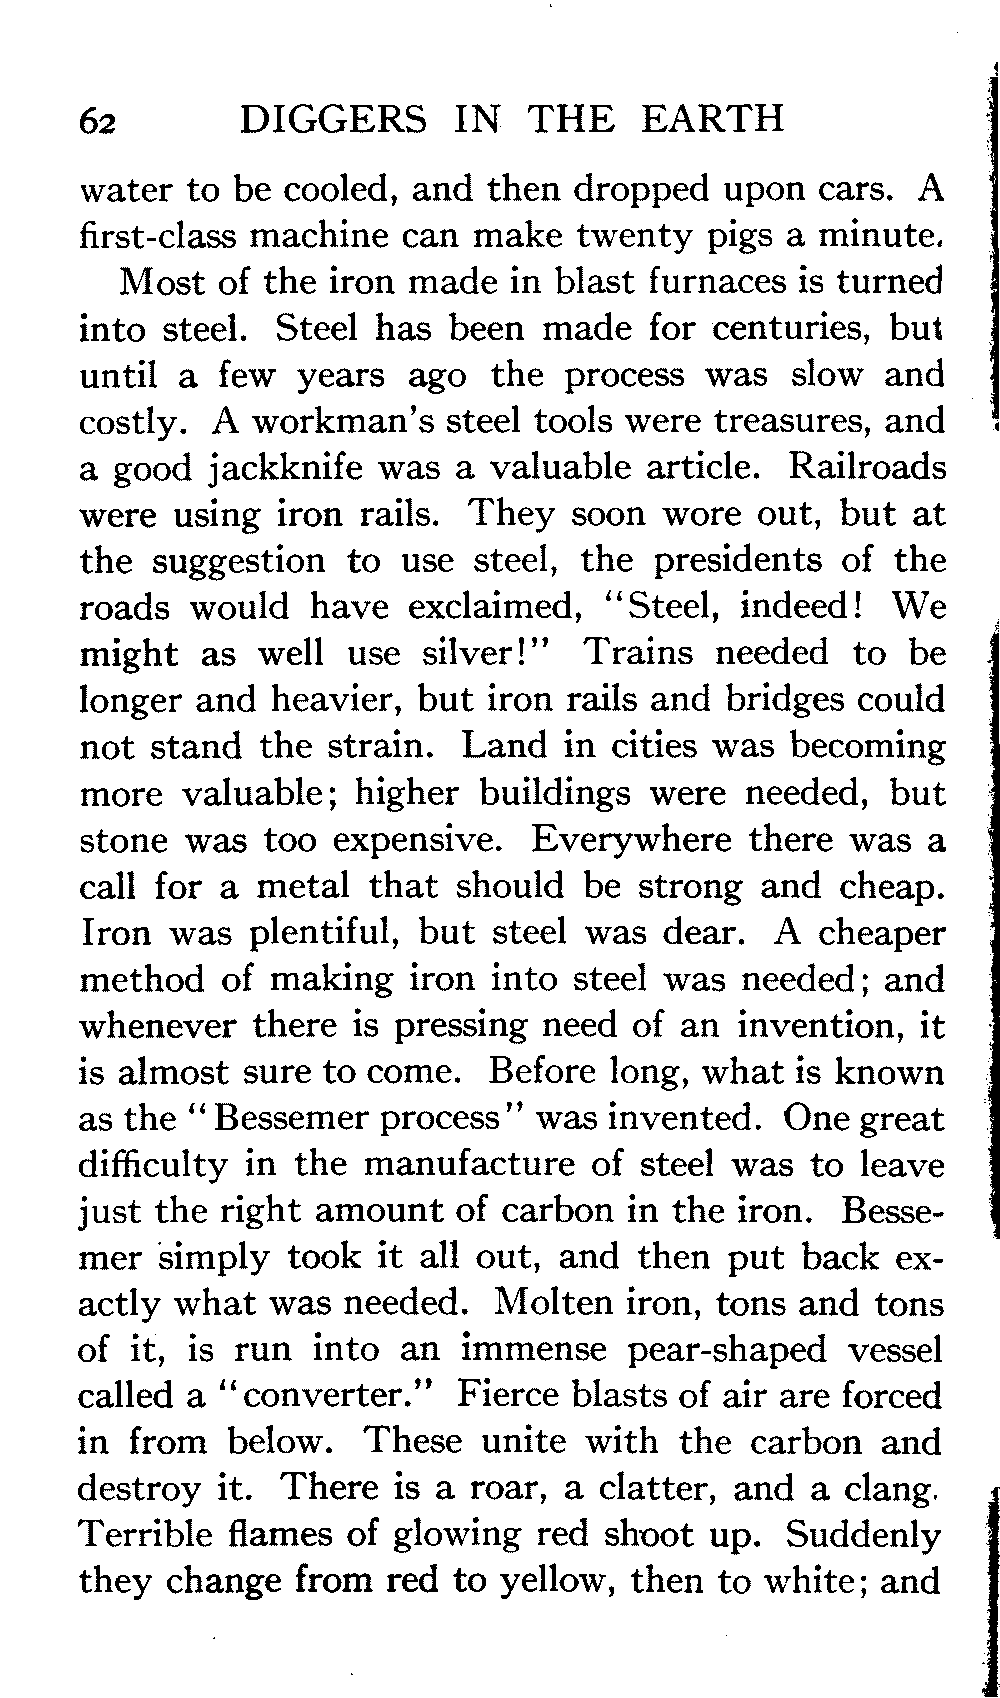 62 DIGGERS IN THE EARTH
water to be cooled, and then dropped upon cars. A
first-class machine can make twenty pigs a minute.
Most of the iron made in blast furnaces is turned
into steel. Steel has been made for centuries, but
until a few years ago the process was slow and
costly. A workman's steel tools were treasures, and
a good jackknife was a valuable article. Railroads
were using iron rails. They soon wore out, but at
the suggestion to use steel, the presidents of the
roads would have exclaimed, "Steel, indeed! We
might as well use silver!" Trains needed to be
longer and heavier, but iron rails and bridges could
not stand the strain. Land in cities was becoming
more valuable; higher buildings were needed, but
stone was too expensive. Everywhere there was a
call for a metal that should be strong and cheap.
Iron was plentiful, but steel was dear. A cheaper
method of making iron into steel was needed; and
whenever there is pressing need of an invention, it
is almost sure to come. Before long, what is known
as the "Bessemer process" was invented. One great
difficulty in the manufacture of steel was to leave
just the right amount of carbon in the iron. Besse-
mer simply took it all out, and then put back ex-
actly what was needed. Molten iron, tons and tons
of it, is run into an immense pear-shaped vessel
called a "converter." Fierce blasts of air are forced
in from below. These unite with the carbon and
destroy it. There is a roar, a clatter, and a clang.
Terrible flames of glowing red shoot up. Suddenly
they change from red to yellow, then to white; and